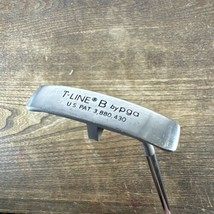 T-LINE® B by pga
U.S. PAT 3,880,430